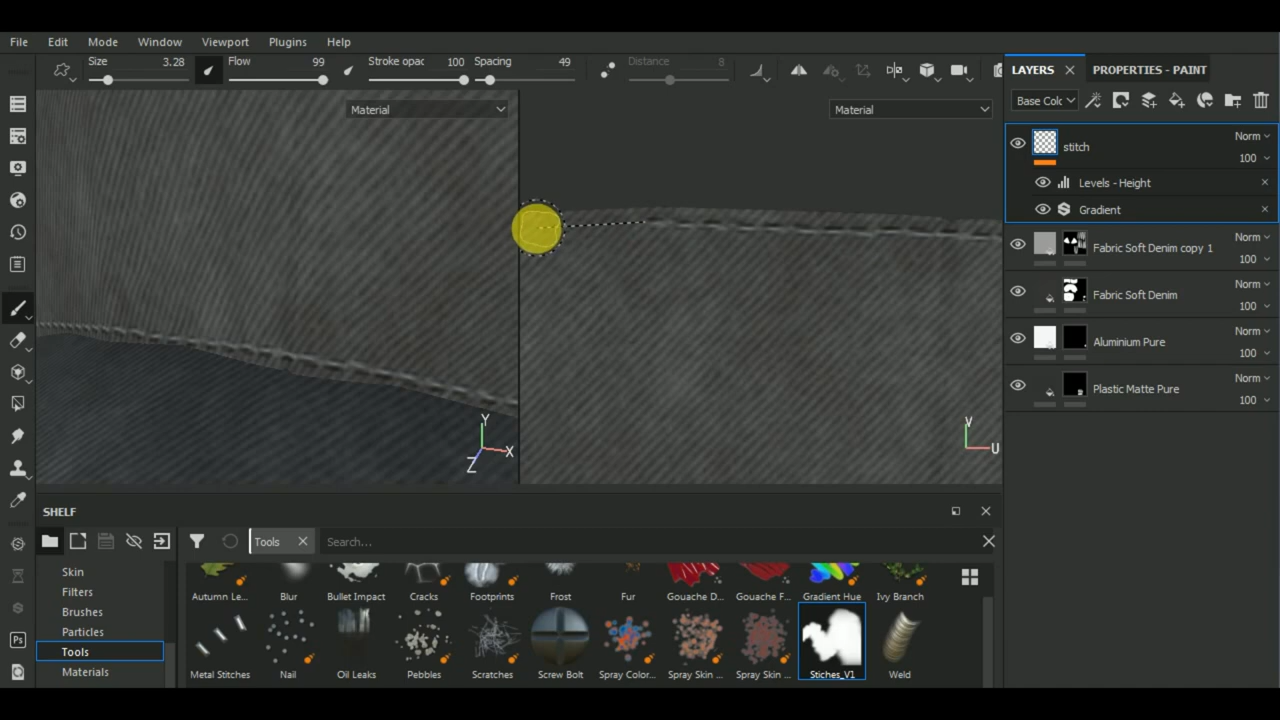 File Edit Mode Window Viewport Plugins Help
Size 3.28 Flow 99 Stroke opac 100 Spacing 49 Distance 8
Material
Material
Y
X
Z
V
U
LAYERS PROPERTIES - PAINT
Base Colc
stitch Norm
100
Levels - Height
Gradient
Fabric Soft Denim copy 1 Norm
100
Fabric Soft Denim Norm
100
Aluminium Pure Norm
100
Plastic Matte Pure Norm
100
SHELF
Tools Search...
Skin
Filters
Brushes
Particles
Tools
Materials
Autumn Le... Blur Bullet Impact Cracks Footprints Frost Fur Gouache D... Gouache F... Gradient Hue Ivy Branch
Metal Stitches Nail Oil Leaks Pebbles Scratches Screw Bolt Spray Color... Spray Skin ... Spray Skin ... Stiches_V1 Weld
Ps